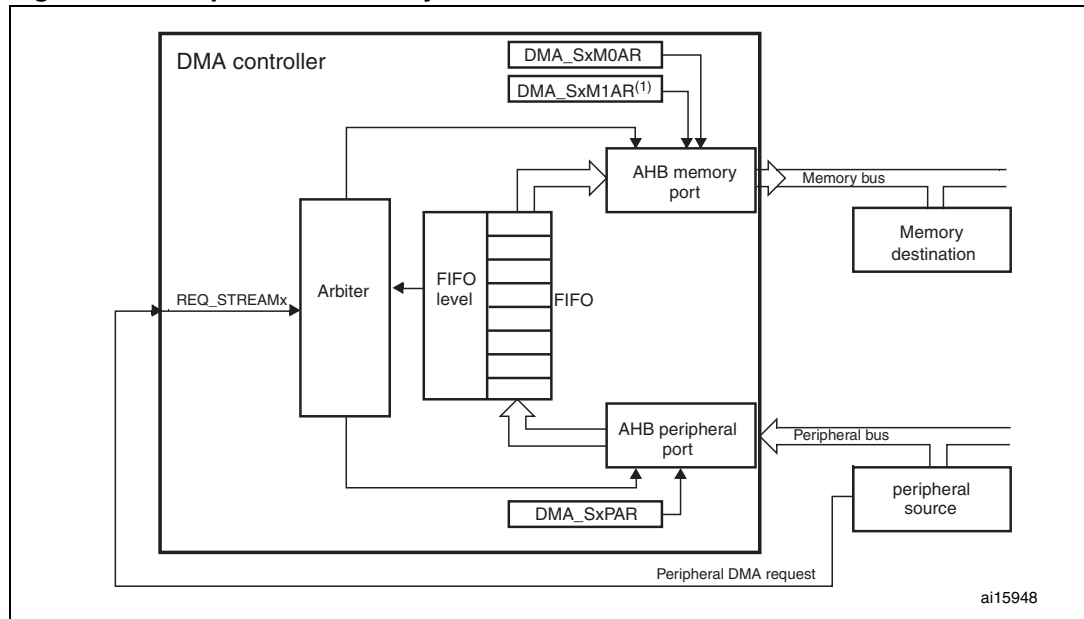 DMA controller
DMA_SxM0AR
DMA_SxM1AR(1)
AHB memory
port
Memory bus
Memory
destination
REQ_STREAMx
Arbiter
FIFO
level
FIFO
AHB peripheral
port
Peripheral bus
peripheral
source
DMA_SxPAR
Peripheral DMA request
ai15948